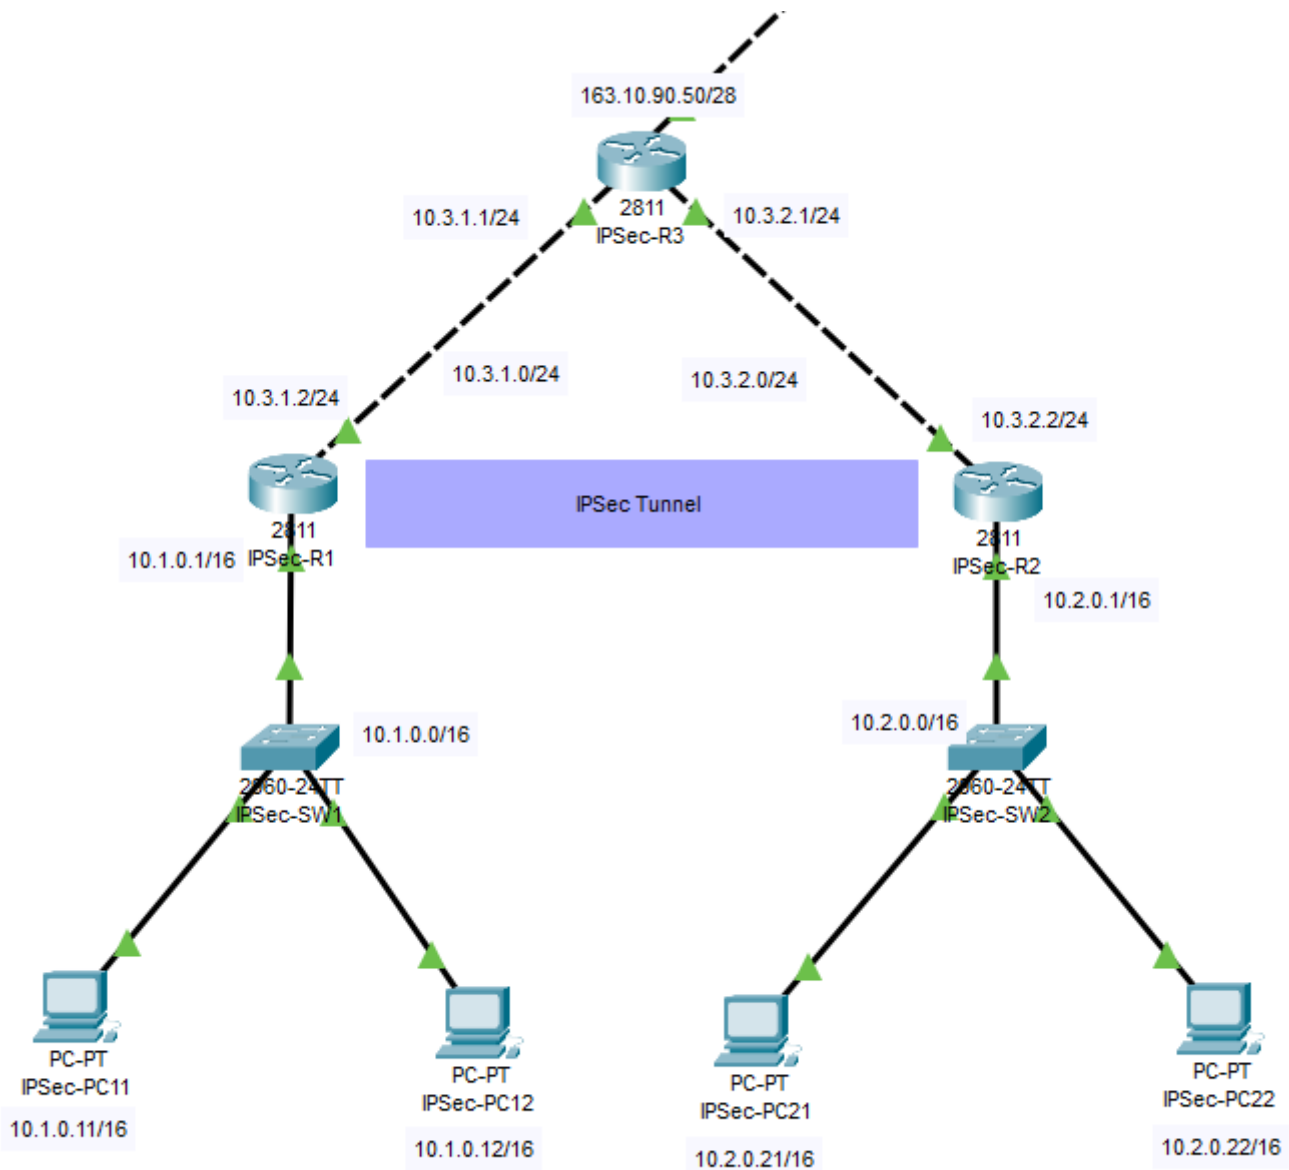 163.10.90.50/28
2811
IPSec-R3
10.3.1.1/24
10.3.2.1/24
10.3.1.0/24
10.3.2.0/24
10.3.1.2/24
10.3.2.2/24
IPSec Tunnel
2811
IPSec-R1
10.1.0.1/16
2811
IPSec-R2
10.2.0.1/16
10.1.0.0/16
10.2.0.0/16
2960-24TT
IPSec-SW1
2960-24TT
IPSec-SW2
PC-PT
IPSec-PC11
10.1.0.11/16
PC-PT
IPSec-PC12
10.1.0.12/16
PC-PT
IPSec-PC21
10.2.0.21/16
PC-PT
IPSec-PC22
10.2.0.22/16